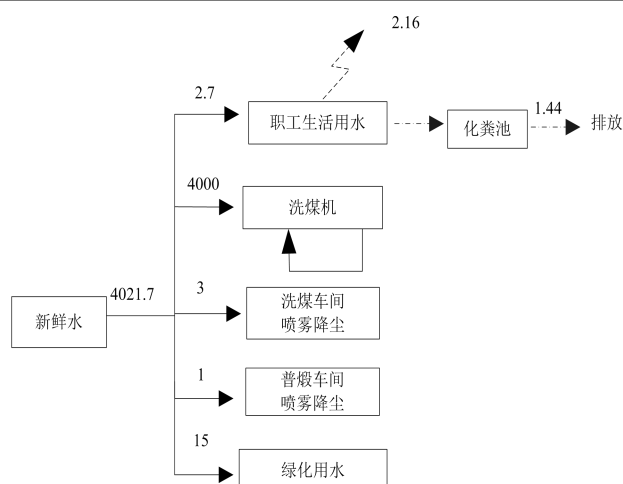 2.16
2.7
职工生活用水
化粪池
1.44
排放
4000
洗煤机
4021.7
新鲜水
3
洗煤车间
喷雾降尘
1
普煅车间
喷雾降尘
15
绿化用水